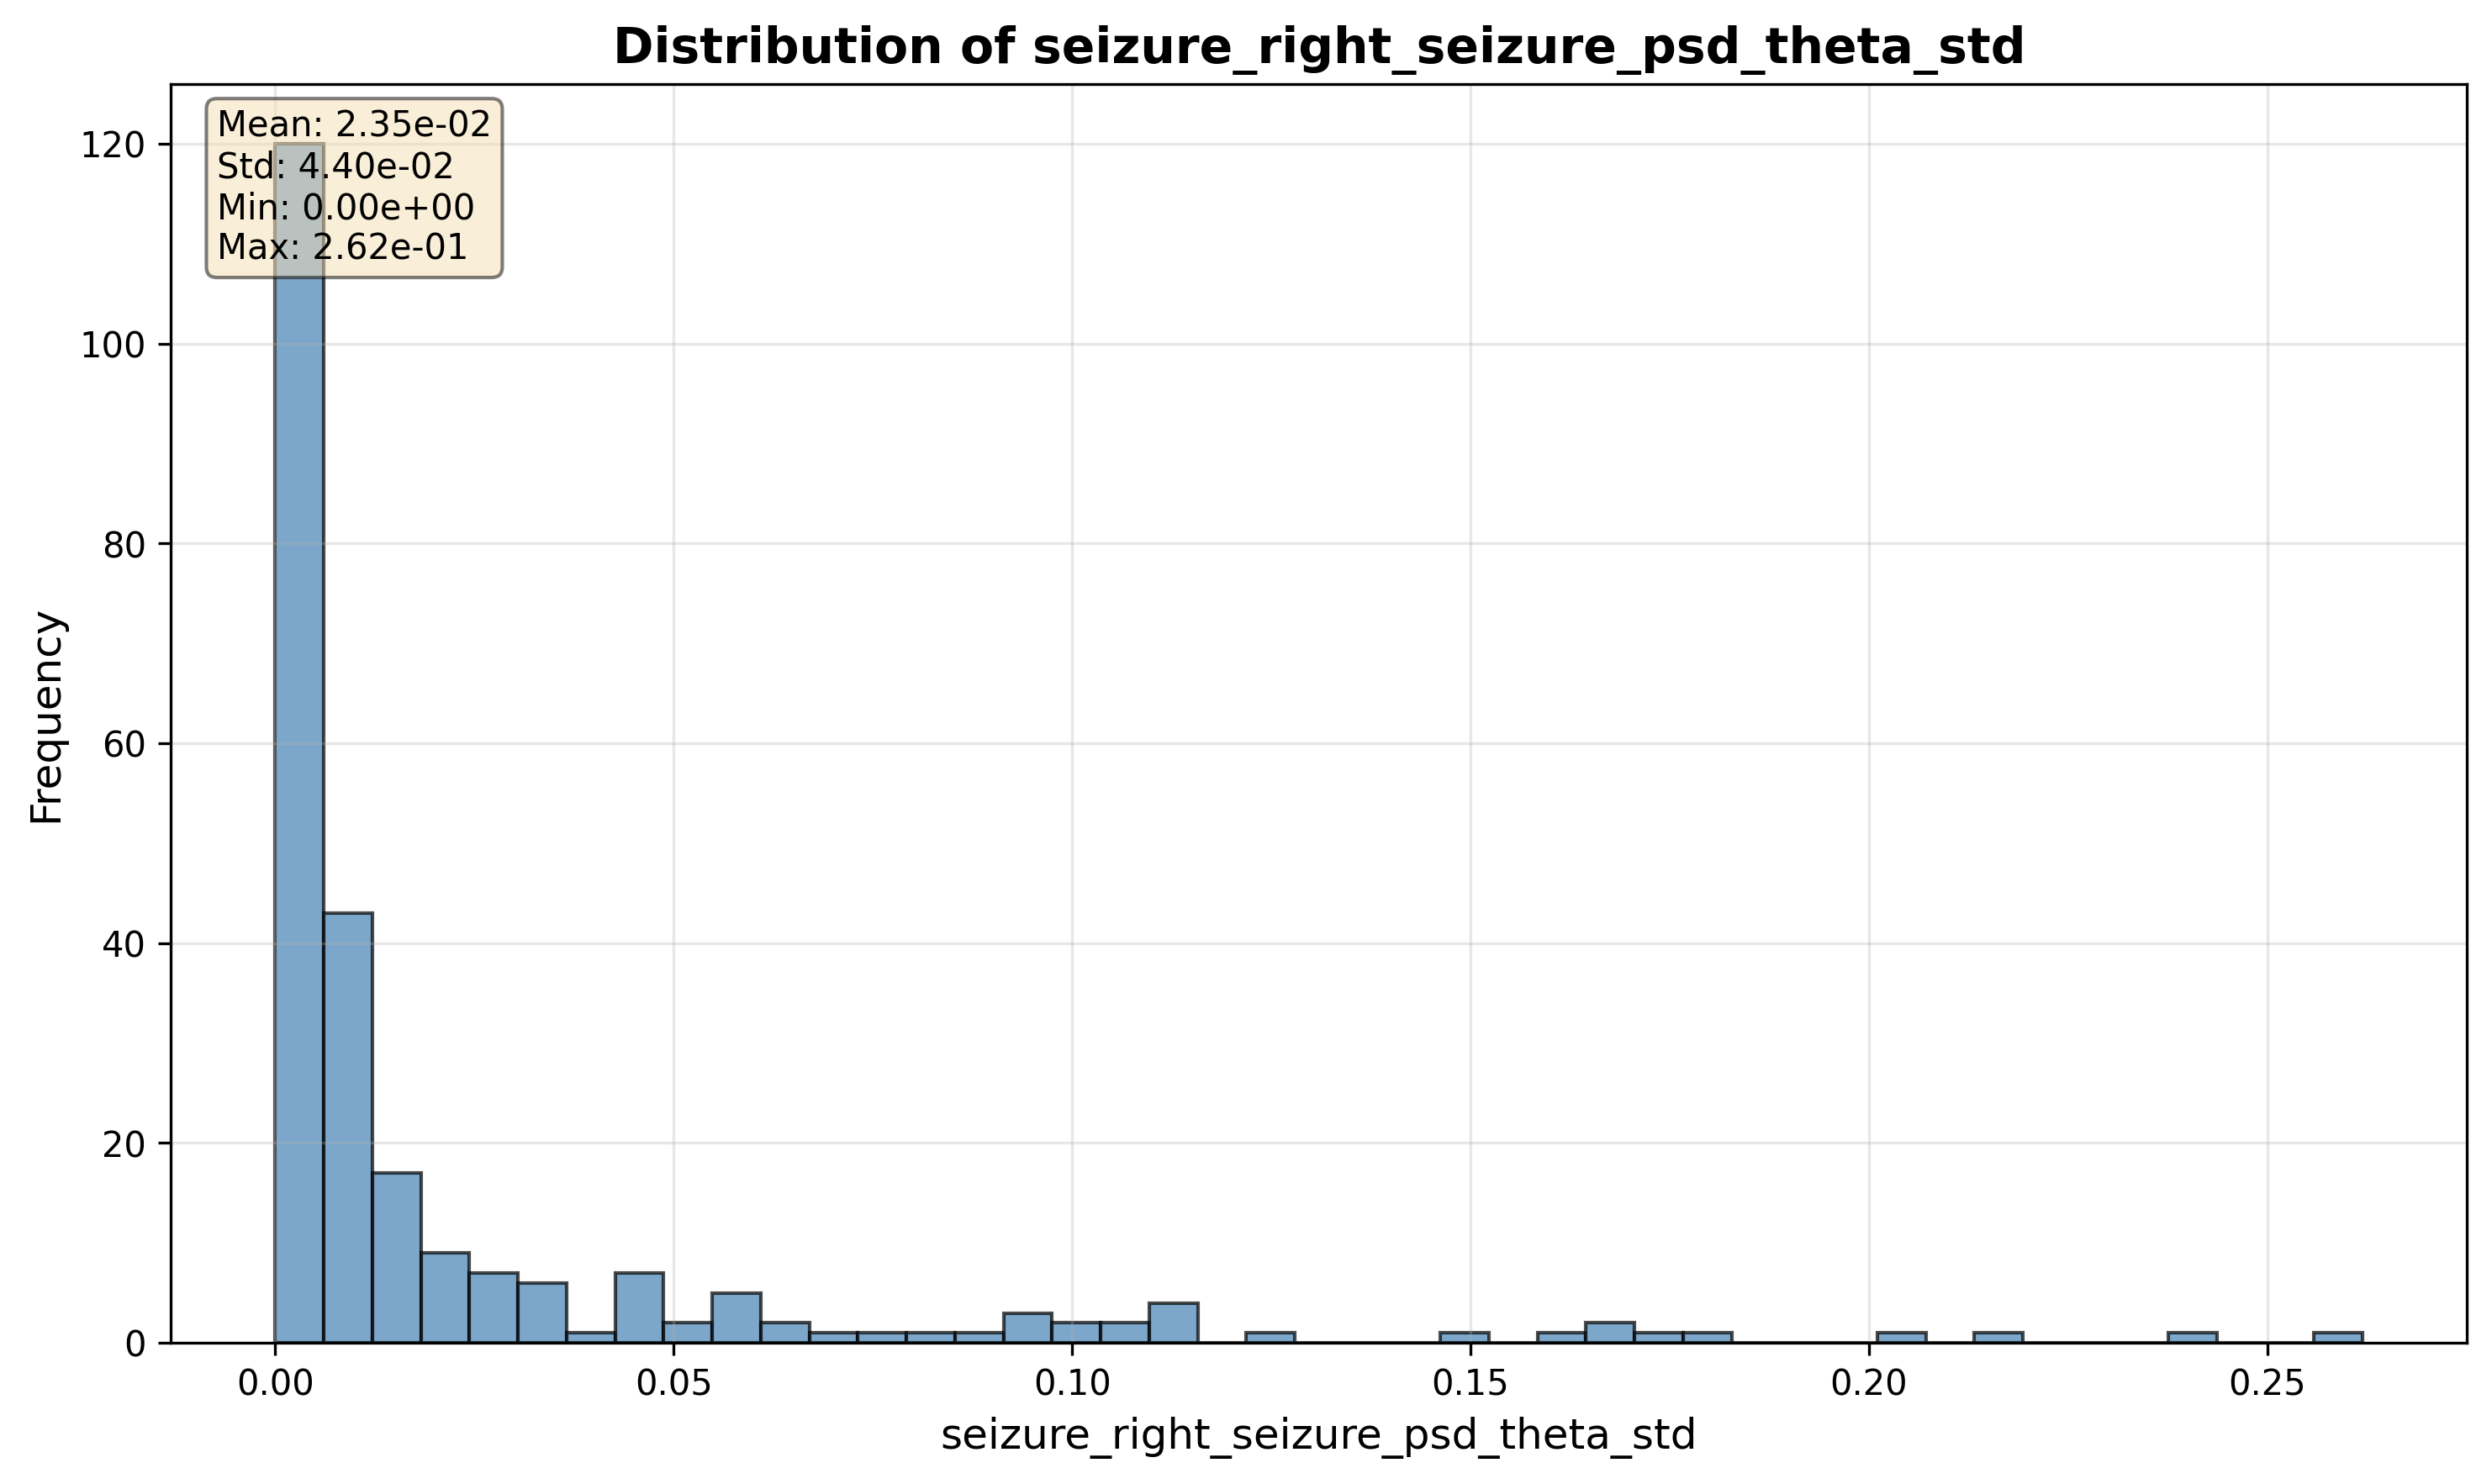 Distribution of seizure_right_seizure_psd_theta_std
Mean: 2.35e-02
Std: 4.40e-02
Min: 0.00e+00
Max: 2.62e-01
Frequency
120
100
80
60
40
20
0
0.00 0.05 0.10 0.15 0.20 0.25
seizure_right_seizure_psd_theta_std